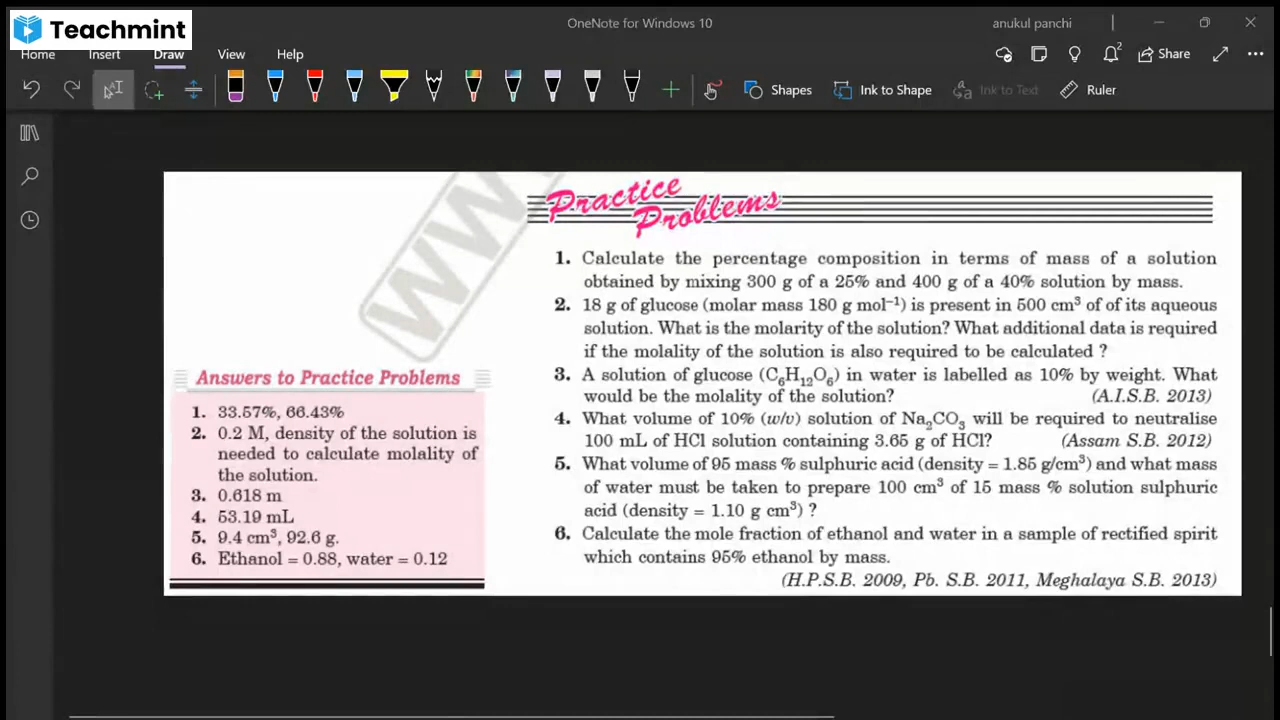 Teachmint
OneNote for Windows 10
anukul panchi
Home Insert Draw View Help
2 Share
Shapes Ink to Shape Ink to Text Ruler
WW
Practice
Problems
1. Calculate the percentage composition in terms of mass of a solution
obtained by mixing 300 g of a 25% and 400 g of a 40% solution by mass.
2. 18 g of glucose (molar mass 180 g mol⁻¹) is present in 500 cm³ of of its aqueous
solution. What is the molarity of the solution? What additional data is required
if the molality of the solution is also required to be calculated ?
3. A solution of glucose (C₆H₁₂O₆) in water is labelled as 10% by weight. What
would be the molality of the solution? (A.I.S.B. 2013)
4. What volume of 10% (w/v) solution of Na₂CO₃ will be required to neutralise
100 mL of HCl solution containing 3.65 g of HCl? (Assam S.B. 2012)
5. What volume of 95 mass % sulphuric acid (density = 1.85 g/cm³) and what mass
of water must be taken to prepare 100 cm³ of 15 mass % solution sulphuric
acid (density = 1.10 g cm³) ?
6. Calculate the mole fraction of ethanol and water in a sample of rectified spirit
which contains 95% ethanol by mass.
(H.P.S.B. 2009, Pb. S.B. 2011, Meghalaya S.B. 2013)
Answers to Practice Problems
1. 33.57%, 66.43%
2. 0.2 M, density of the solution is
needed to calculate molality of
the solution.
3. 0.618 m
4. 53.19 mL
5. 9.4 cm³, 92.6 g.
6. Ethanol = 0.88, water = 0.12